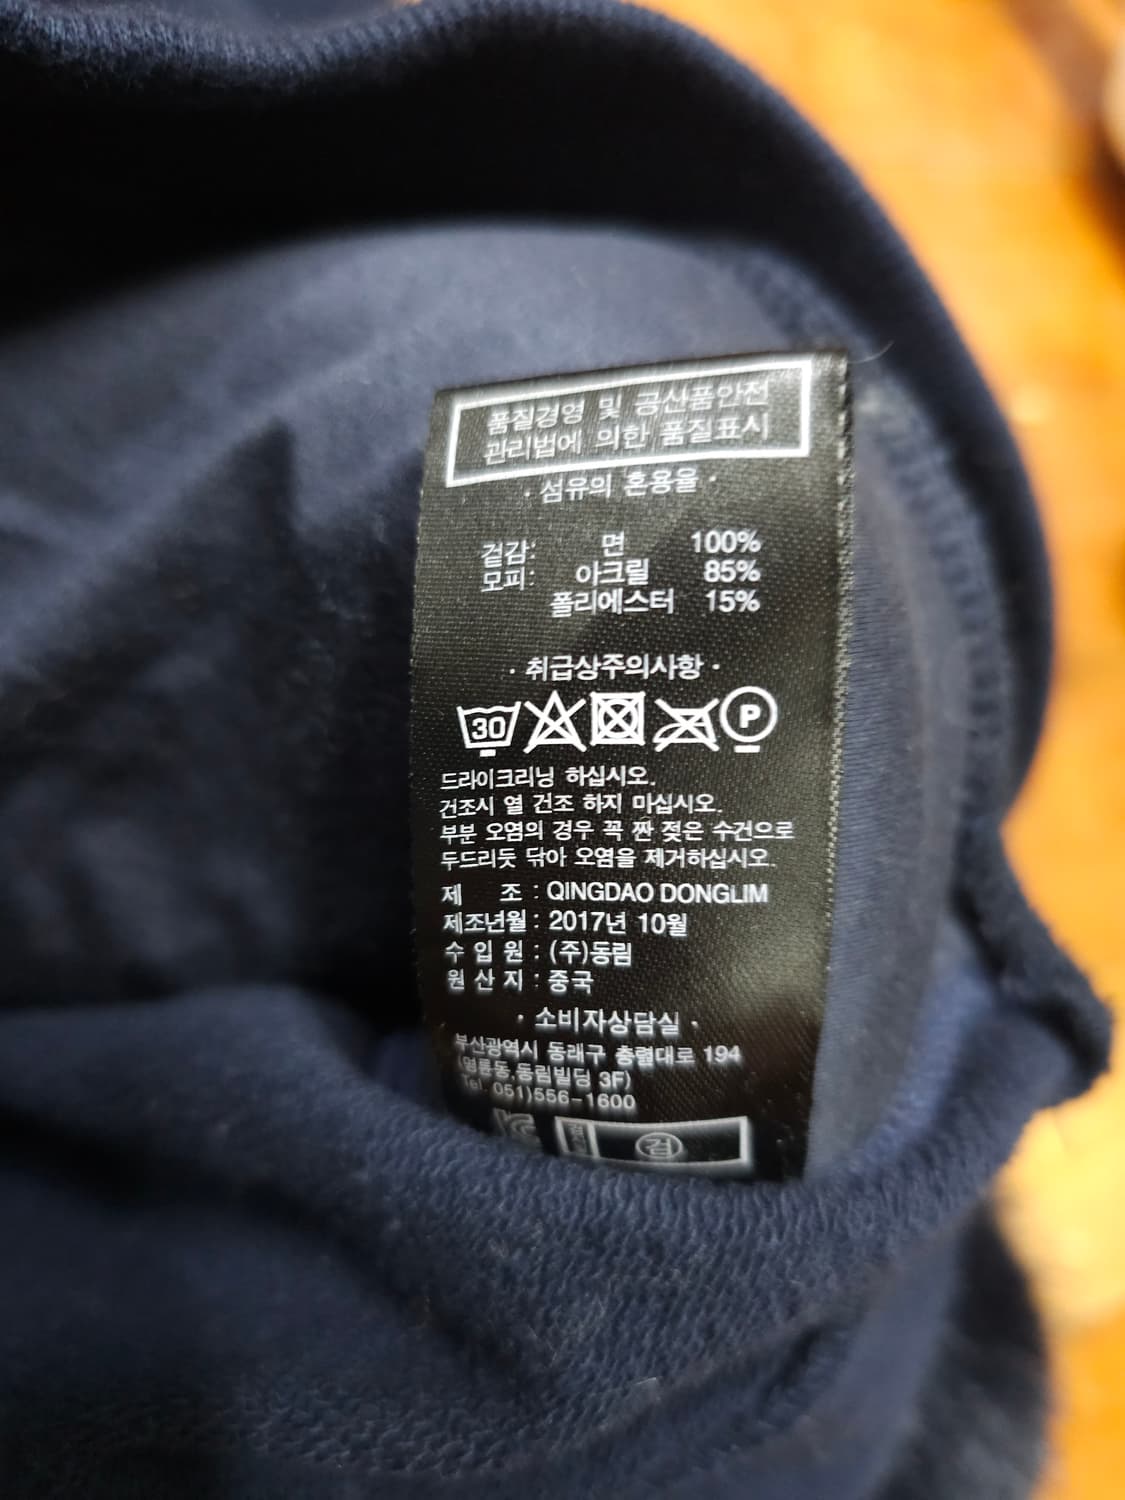 품질경영 및 공산품안전
관리법에 의한 품질표시
· 섬유의 혼용율 ·
겉감: 면 100%
모피: 아크릴 85%
폴리에스터 15%
· 취급상주의사항 ·
30 P
드라이크리닝 하십시오.
건조시 열 건조 하지 마십시오.
부분 오염의 경우 꼭 짠 젖은 수건으로
두드리듯 닦아 오염을 제거하십시오.
제 조 : QINGDAO DONGLIM
제조년월 : 2017년 10월
수 입 원 : (주)동림
원 산 지 : 중국
· 소비자상담실 ·
부산광역시 동래구 충렬대로 194
(명륜동,동림빌딩 3F)
Tel 051)556-1600
검